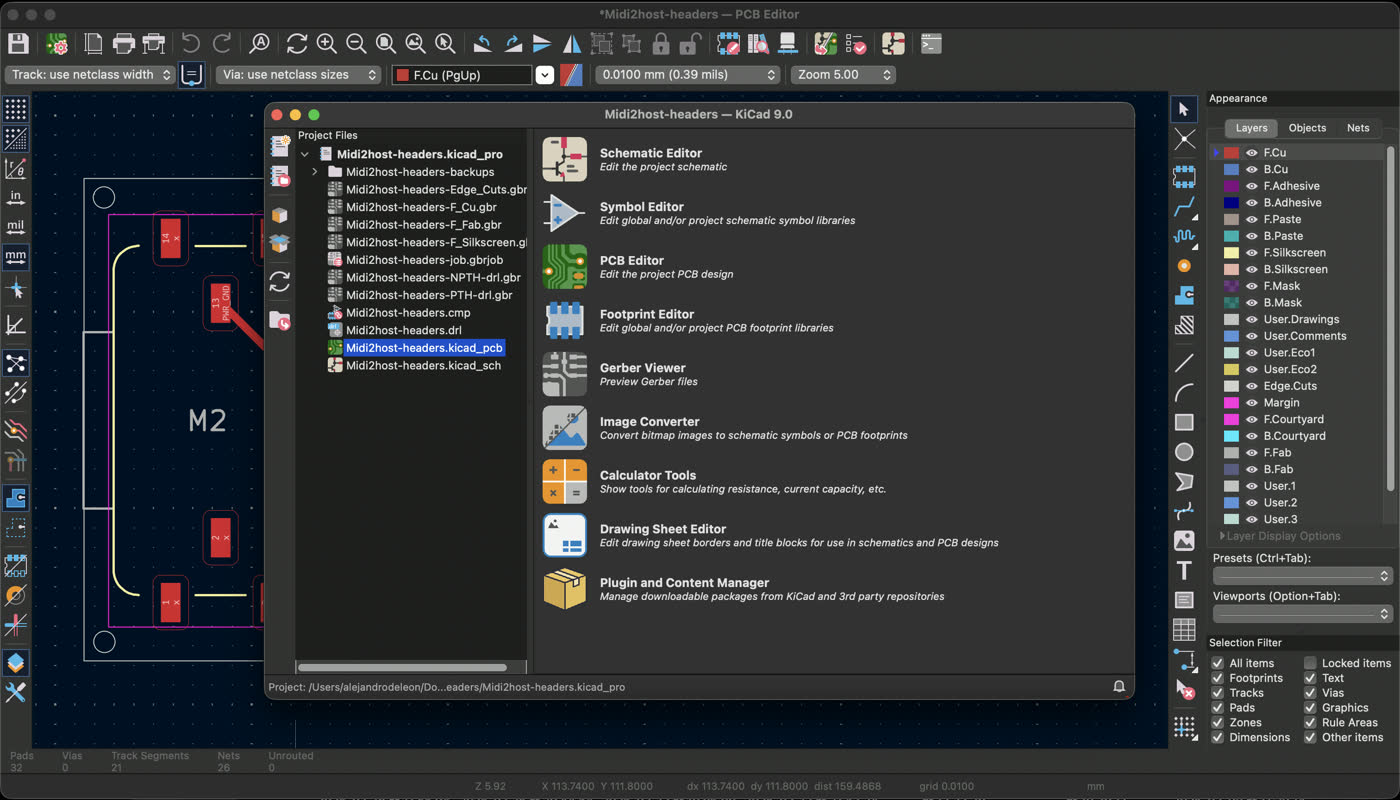 *Midi2host-headers — PCB Editor
Track: use netclass width
Via: use netclass sizes
F.Cu (PgUp)
0.0100 mm (0.39 mils)
Zoom 5.00
in
mil
mm
14
x
13
PWR_GND
M2
2
x
1
x
Midi2host-headers — KiCad 9.0
Project Files
Midi2host-headers.kicad_pro
Midi2host-headers-backups
Midi2host-headers-Edge_Cuts.gbr
Midi2host-headers-F_Cu.gbr
Midi2host-headers-F_Fab.gbr
Midi2host-headers-F_Silkscreen.g
Midi2host-headers-job.gbrjob
Midi2host-headers-NPTH-drl.gbr
Midi2host-headers-PTH-drl.gbr
Midi2host-headers.cmp
Midi2host-headers.drl
Midi2host-headers.kicad_pcb
Midi2host-headers.kicad_sch
Schematic Editor
Edit the project schematic
Symbol Editor
Edit global and/or project schematic symbol libraries
PCB Editor
Edit the project PCB design
Footprint Editor
Edit global and/or project PCB footprint libraries
Gerber Viewer
Preview Gerber files
Image Converter
Convert bitmap images to schematic symbols or PCB footprints
Calculator Tools
Show tools for calculating resistance, current capacity, etc.
Drawing Sheet Editor
Edit drawing sheet borders and title blocks for use in schematics and PCB designs
Plugin and Content Manager
Manage downloadable packages from KiCad and 3rd party repositories
Project: /Users/alejandrodeleon/Do...eaders/Midi2host-headers.kicad_pro
Appearance
Layers Objects Nets
F.Cu
B.Cu
F.Adhesive
B.Adhesive
F.Paste
B.Paste
F.Silkscreen
B.Silkscreen
F.Mask
B.Mask
User.Drawings
User.Comments
User.Eco1
User.Eco2
Edge.Cuts
Margin
F.Courtyard
B.Courtyard
F.Fab
B.Fab
User.1
User.2
User.3
Layer Display Options
Presets (Ctrl+Tab):
Viewports (Option+Tab):
Selection Filter
All items Locked items
Footprints Text
Tracks Vias
Pads Graphics
Zones Rule Areas
Dimensions Other items
Pads Vias Track Segments Nets Unrouted
32 0 21 26 0
Z 5.92 X 113.7400 Y 111.8000 dx 113.7400 dy 111.8000 dist 159.4868 grid 0.0100 mm